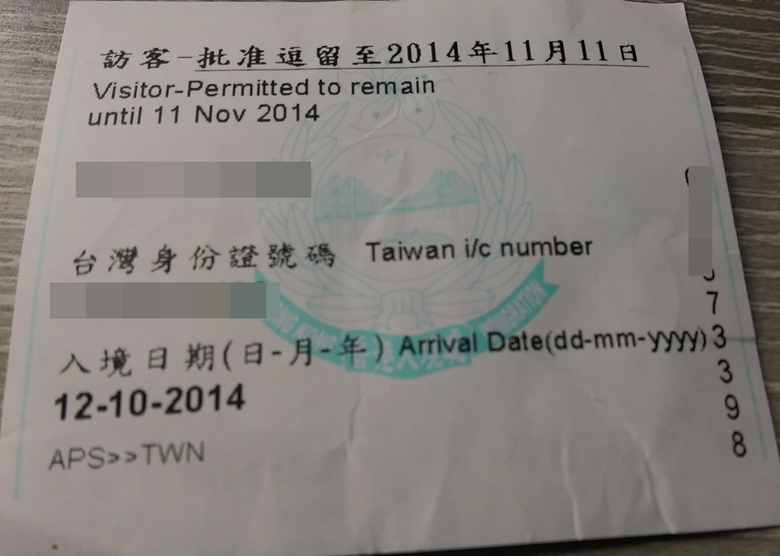 訪客-批准逗留至2014年11月11日
Visitor-Permitted to remain
until 11 Nov 2014
台灣身份證號碼 Taiwan i/c number
入境日期(日-月-年) Arrival Date(dd-mm-yyyy)
12-10-2014
APS>>TWN
7
3
3
9
8